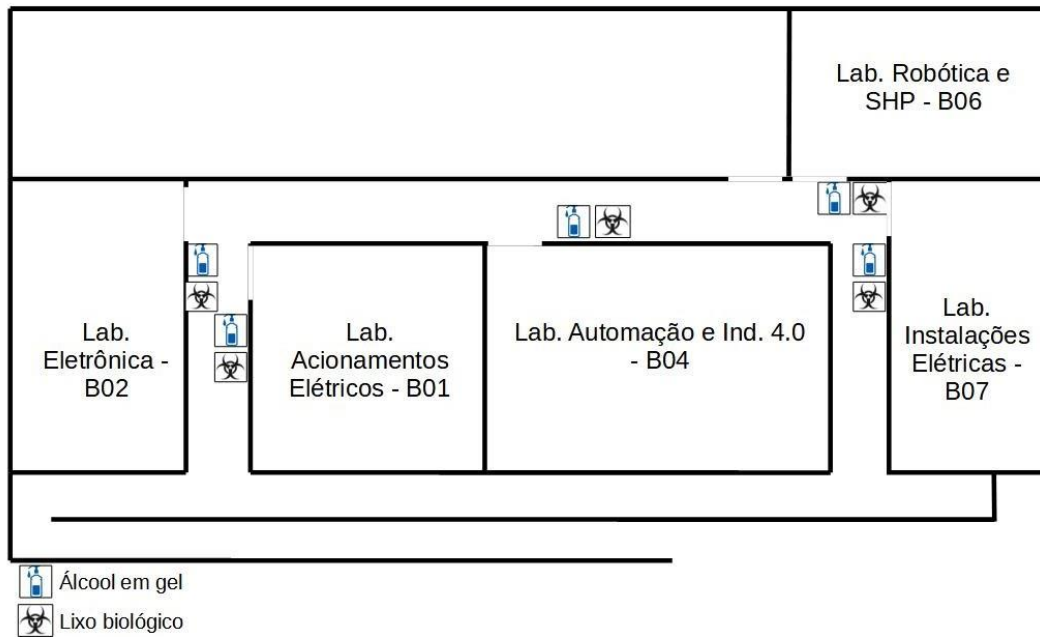 Lab. Robótica e
SHP - B06
Lab.
Eletrônica -
B02
Lab.
Acionamentos
Elétricos - B01
Lab. Automação e Ind. 4.0
- B04
Lab.
Instalações
Elétricas -
B07
Álcool em gel
Lixo biológico